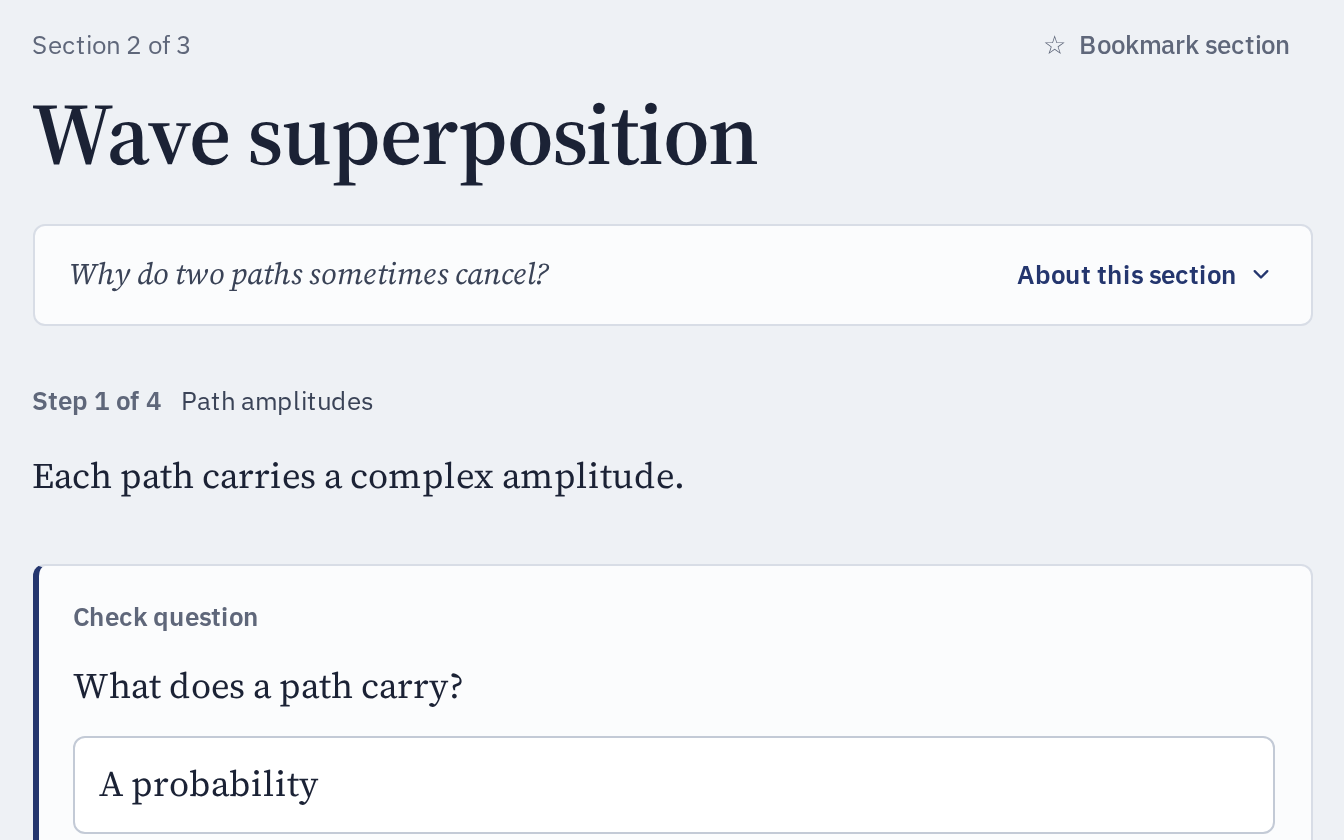 Section 2 of 3
☆ Bookmark section
Wave superposition
Why do two paths sometimes cancel?
About this section
Step 1 of 4 Path amplitudes
Each path carries a complex amplitude.
Check question
What does a path carry?
A probability